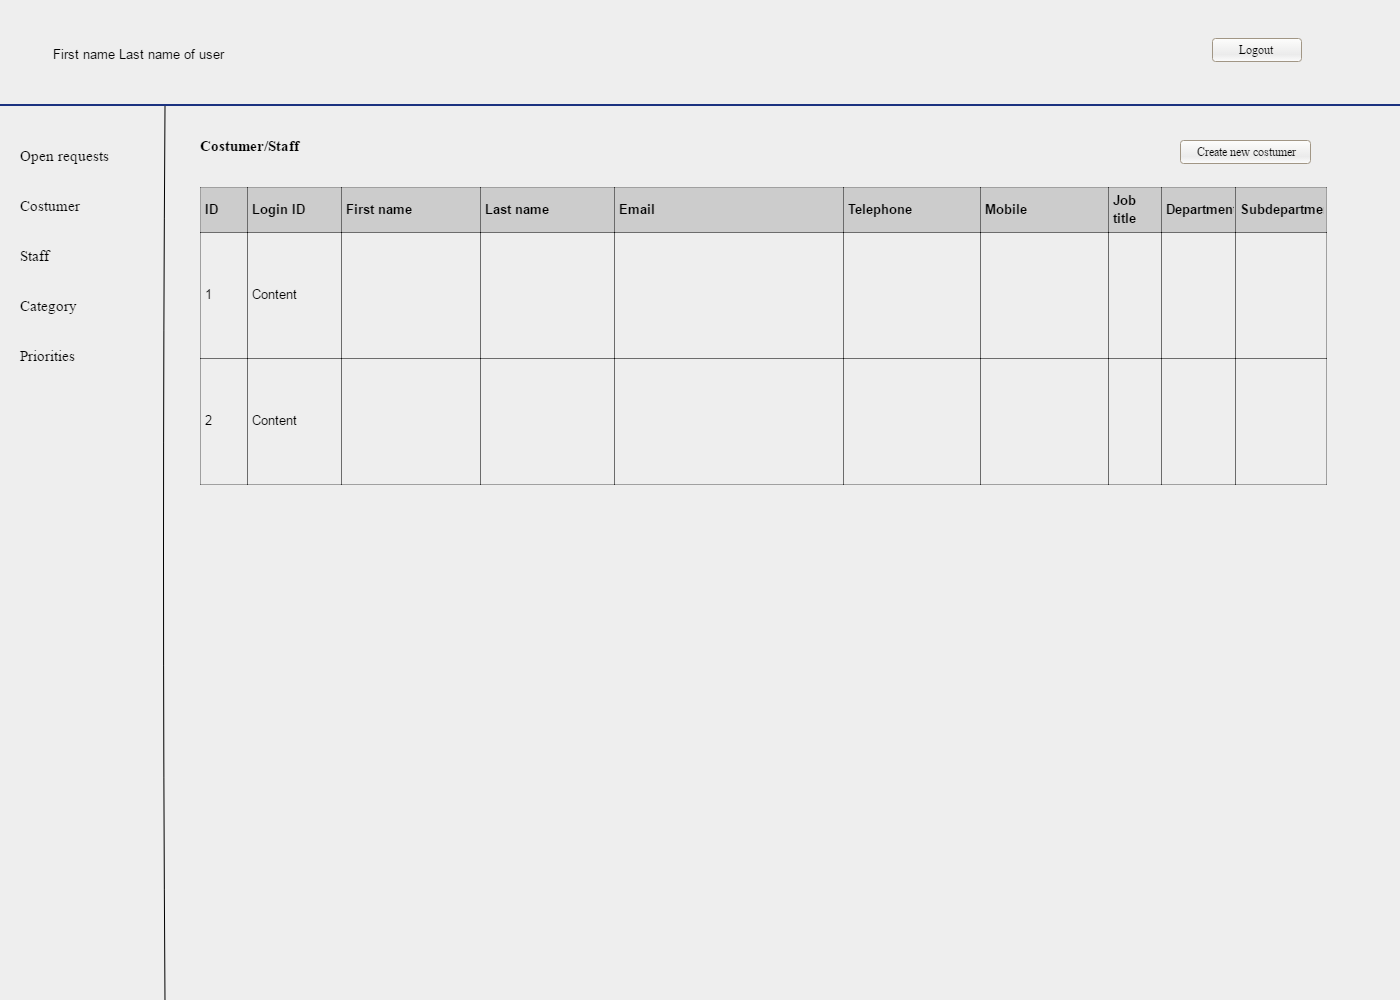 First name Last name of user
Logout
Open requests
Costumer
Staff
Category
Priorities
Costumer/Staff
Create new costumer
ID Login ID First name Last name Email Telephone Mobile Job title Departmen Subdepartme
1 Content
2 Content